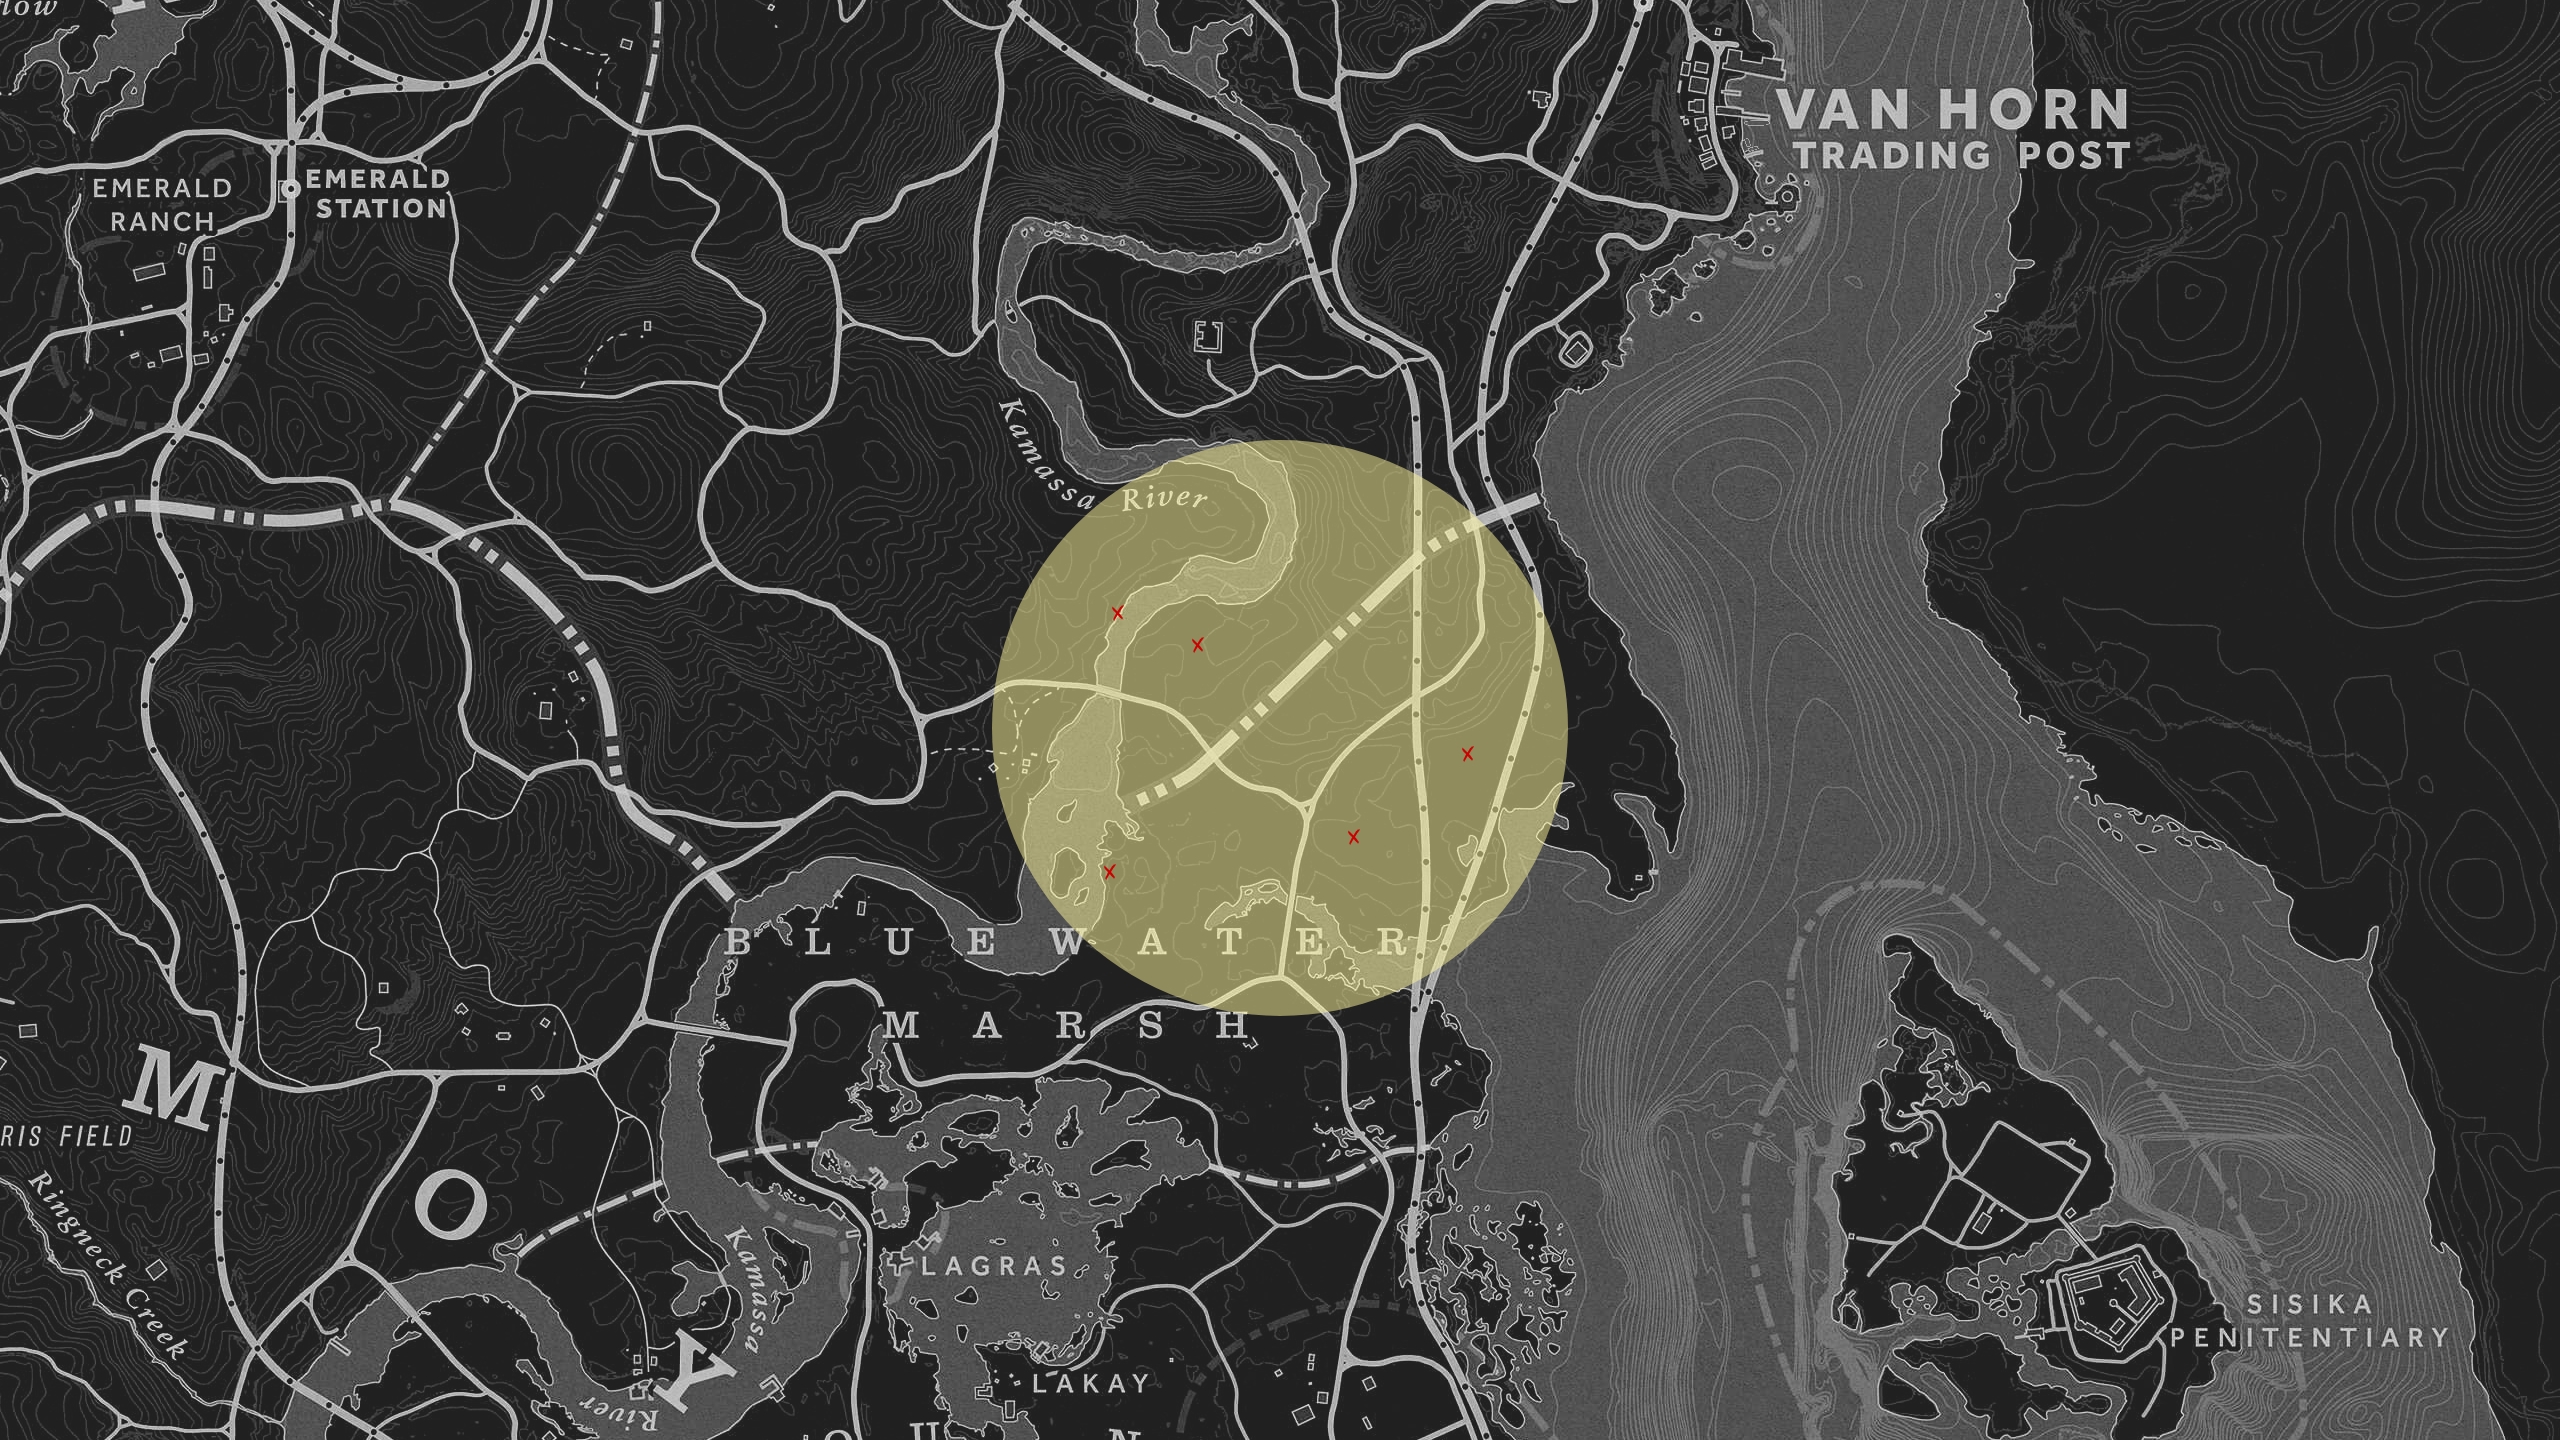 low
VAN HORN
TRADING POST
EMERALD
RANCH
EMERALD
STATION
Kamassa River
BLUEWATER
MARSH
M
O
Y
RIS FIELD
Ringneck Creek
Kamassa
River
LAGRAS
LAKAY
SISIKA
PENITENTIARY